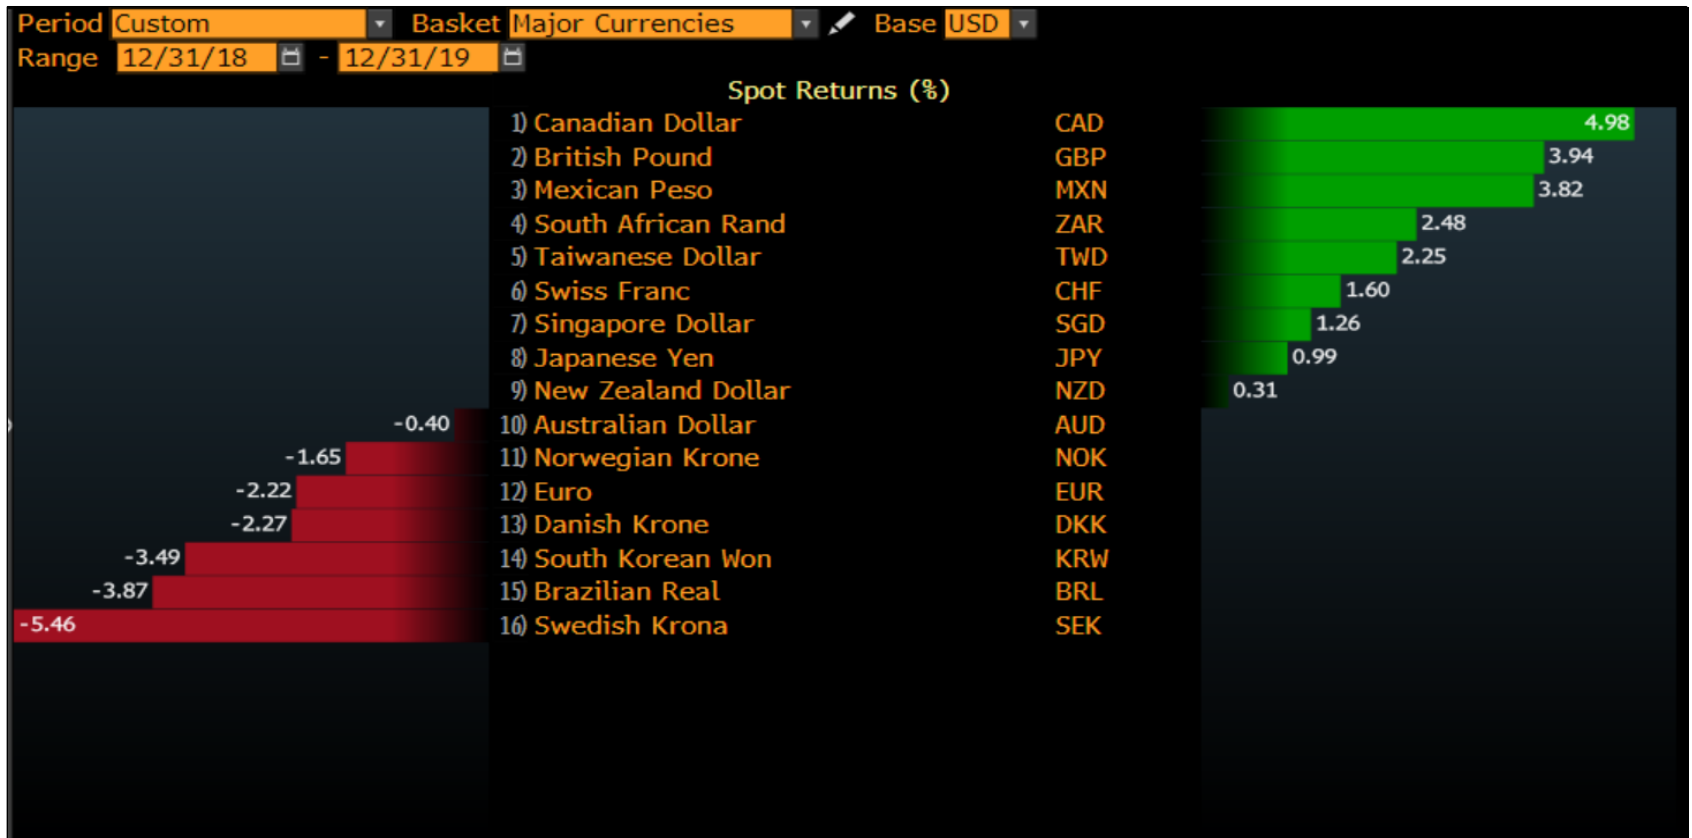 Period Custom Basket Major Currencies Base USD
Range 12/31/18 - 12/31/19
Spot Returns (%)
1) Canadian Dollar CAD 4.98
2) British Pound GBP 3.94
3) Mexican Peso MXN 3.82
4) South African Rand ZAR 2.48
5) Taiwanese Dollar TWD 2.25
6) Swiss Franc CHF 1.60
7) Singapore Dollar SGD 1.26
8) Japanese Yen JPY 0.99
9) New Zealand Dollar NZD 0.31
-0.40 10) Australian Dollar AUD
-1.65 11) Norwegian Krone NOK
-2.22 12) Euro EUR
-2.27 13) Danish Krone DKK
-3.49 14) South Korean Won KRW
-3.87 15) Brazilian Real BRL
-5.46 16) Swedish Krona SEK